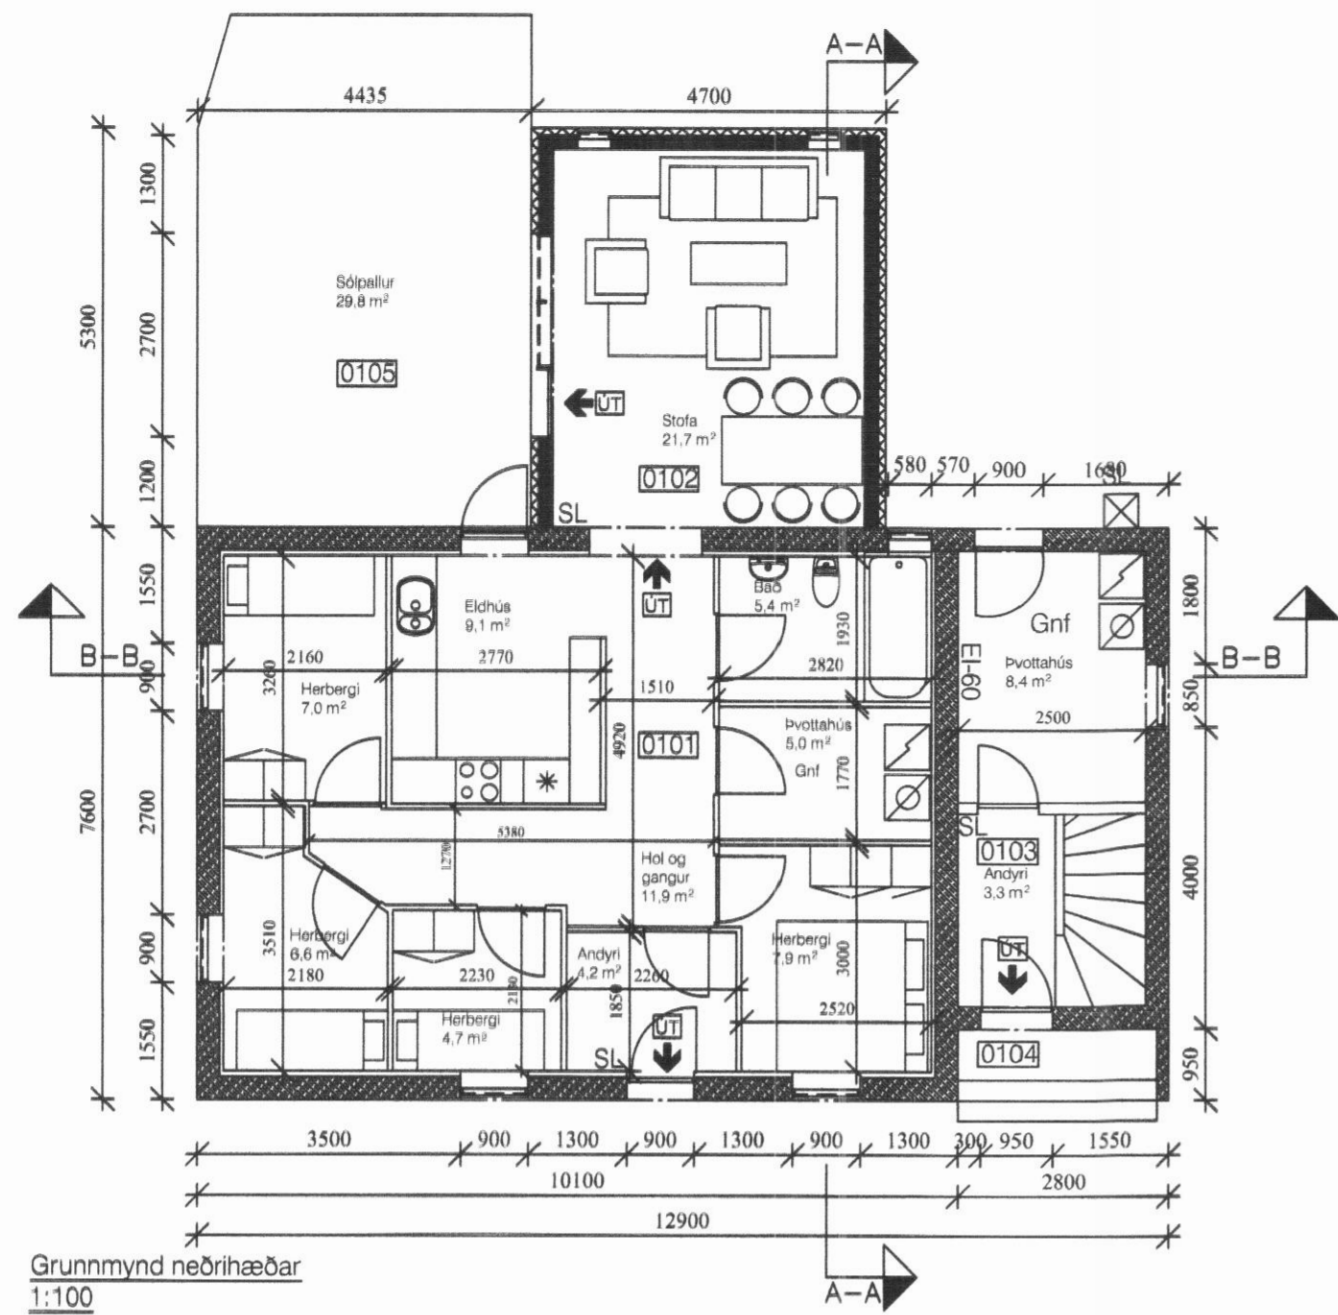 A-A
4435
4700
1300
Sólpallur
29,8 m²
5300
2700
0105
ÚT
Stofa
21,7 m²
1200
0102
580
570
900
1680
SL
SL
1550
Eldhús
9,1 m²
ÚT
Bað
5,4 m²
1930
Gnf
1800
B-B
900
2160
3260
2770
2820
EI-60
Þvottahús
8,4 m²
B-B
Herbergi
7,0 m²
1510
850
4920
0101
Þvottahús
5,0 m²
2500
Gnf
1770
7600
2700
5380
1270
SL
0103
Hol og
gangur
11,9 m²
Andyri
3,3 m²
4000
900
3510
Herbergi
6,6 m²
Andyri
4,2 m²
Herbergi
7,9 m²
3000
ÚT
2180
2230
2260
1850
2520
Herbergi
4,7 m²
ÚT
1550
SL
0104
950
3500
900
1300
900
1300
900
1300
300
950
1550
10100
2800
12900
Grunnmynd neðrihæðar
1:100
A-A